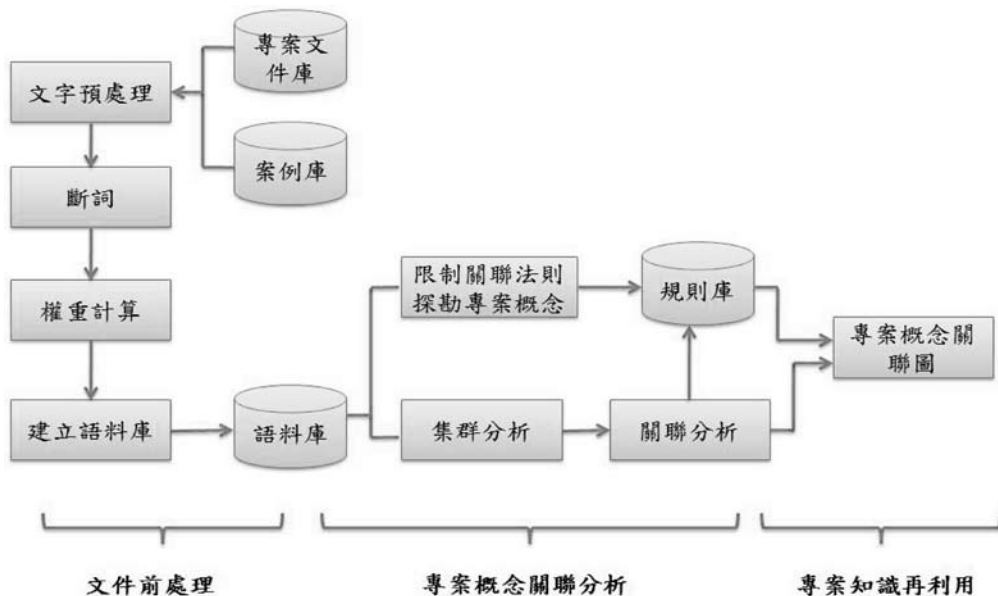 專案文
件庫
文字預處理
案例庫
斷詞
權重計算
建立語料庫
語料庫
限制關聯法則
探勘專案概念
規則庫
集群分析
關聯分析
專案概念關
聯圖
文件前處理
專案概念關聯分析
專案知識再利用